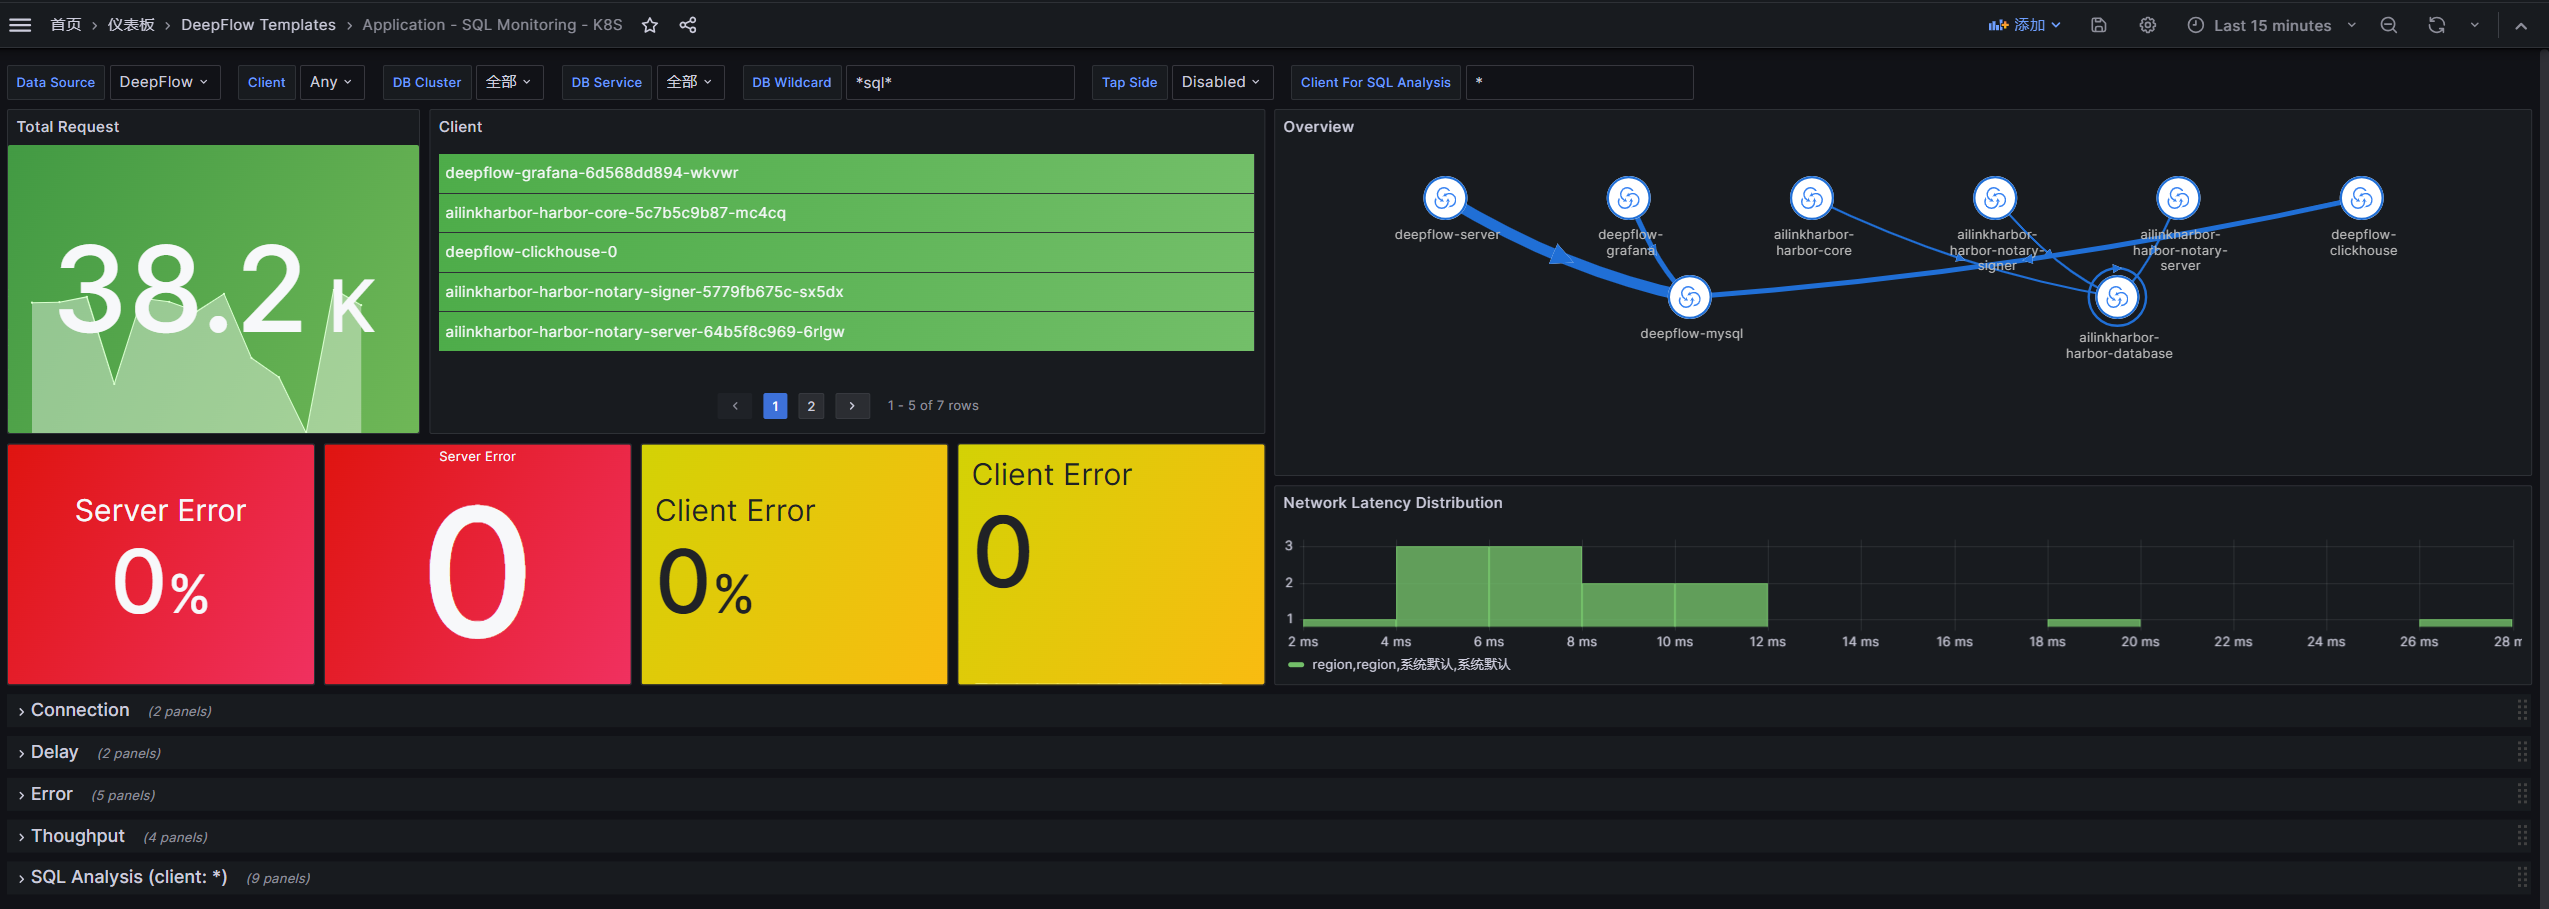 首页 › 仪表板 › DeepFlow Templates › Application - SQL Monitoring - K8S
添加
Last 15 minutes
Data Source DeepFlow
Client Any
DB Cluster 全部
DB Service 全部
DB Wildcard *sql*
Tap Side Disabled
Client For SQL Analysis *
Total Request
38.2 K
Client
deepflow-grafana-6d568dd894-wkvwr
ailinkharbor-harbor-core-5c7b5c9b87-mc4cq
deepflow-clickhouse-0
ailinkharbor-harbor-notary-signer-5779fb675c-sx5dx
ailinkharbor-harbor-notary-server-64b5f8c969-6rlgw
‹ 1 2 › 1 - 5 of 7 rows
Overview
deepflow-server
deepflow-
grafana
ailinkharbor-
harbor-core
ailinkharbor-
harbor-notary-
signer
ailinkharbor-
harbor-notary-
server
deepflow-
clickhouse
deepflow-mysql
ailinkharbor-
harbor-database
Server Error
0%
Server Error
0
Client Error
0%
Client Error
0
Network Latency Distribution
3
2
1
2 ms 4 ms 6 ms 8 ms 10 ms 12 ms 14 ms 16 ms 18 ms 20 ms 22 ms 24 ms 26 ms 28 m
region,region,系统默认,系统默认
› Connection (2 panels)
› Delay (2 panels)
› Error (5 panels)
› Thoughput (4 panels)
› SQL Analysis (client: *) (9 panels)